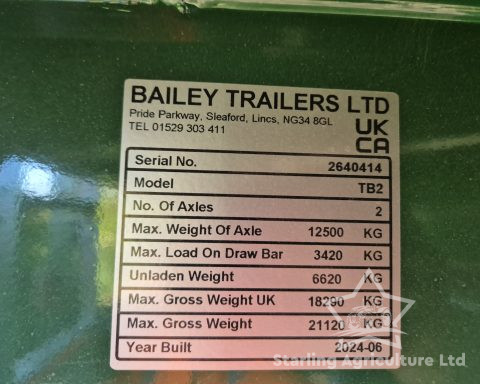 BAILEY TRAILERS LTD
Pride Parkway, Sleaford, Lincs, NG34 8GL
TEL 01529 303 411
UK
CA
Serial No. 2640414
Model TB2
No. Of Axles 2
Max. Weight Of Axle 12500 KG
Max. Load On Draw Bar 3420 KG
Unladen Weight 6620 KG
Max. Gross Weight UK 18290 KG
Max. Gross Weight 21120 KG
Year Built 2024-06
Starling Agriculture Ltd